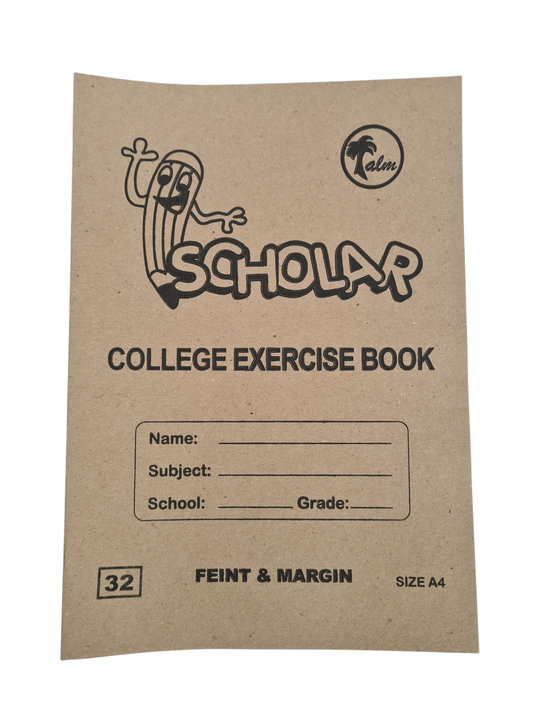 Palm
SCHOLAR
COLLEGE EXERCISE BOOK
Name:
Subject:
School: Grade:
32 FEINT & MARGIN SIZE A4